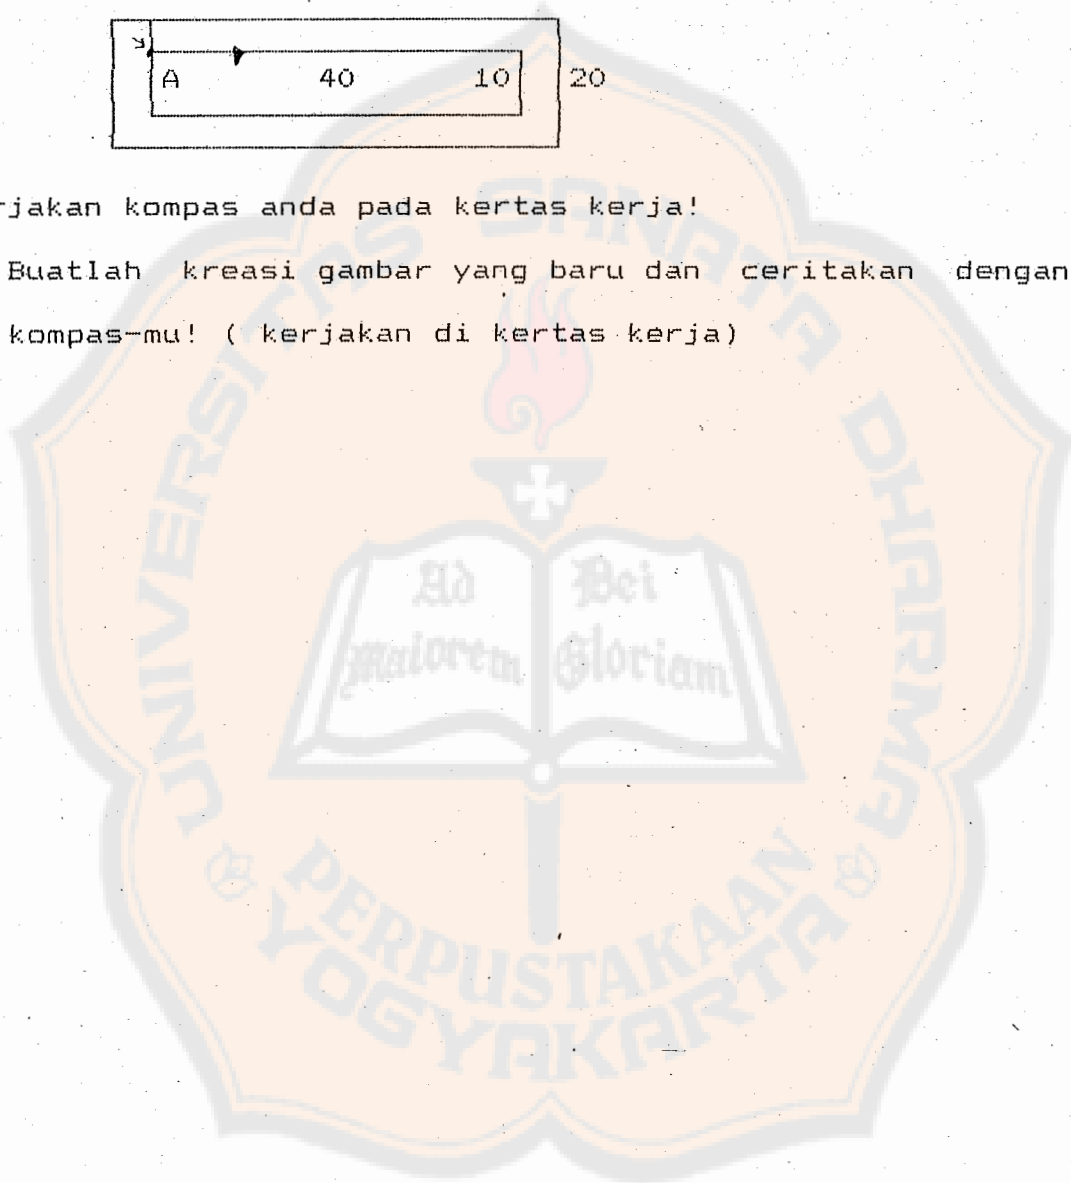 A 40 10 20
rjakan kompas anda pada kertas kerja!
Buatlah kreasi gambar yang baru dan ceritakan dengan
kompas-mu! ( kerjakan di kertas kerja)
UNIVERSITAS SANATA DHARMA
Ad Dei
maiorem Gloriam
PERPUSTAKAAN
YOGYAKARTA